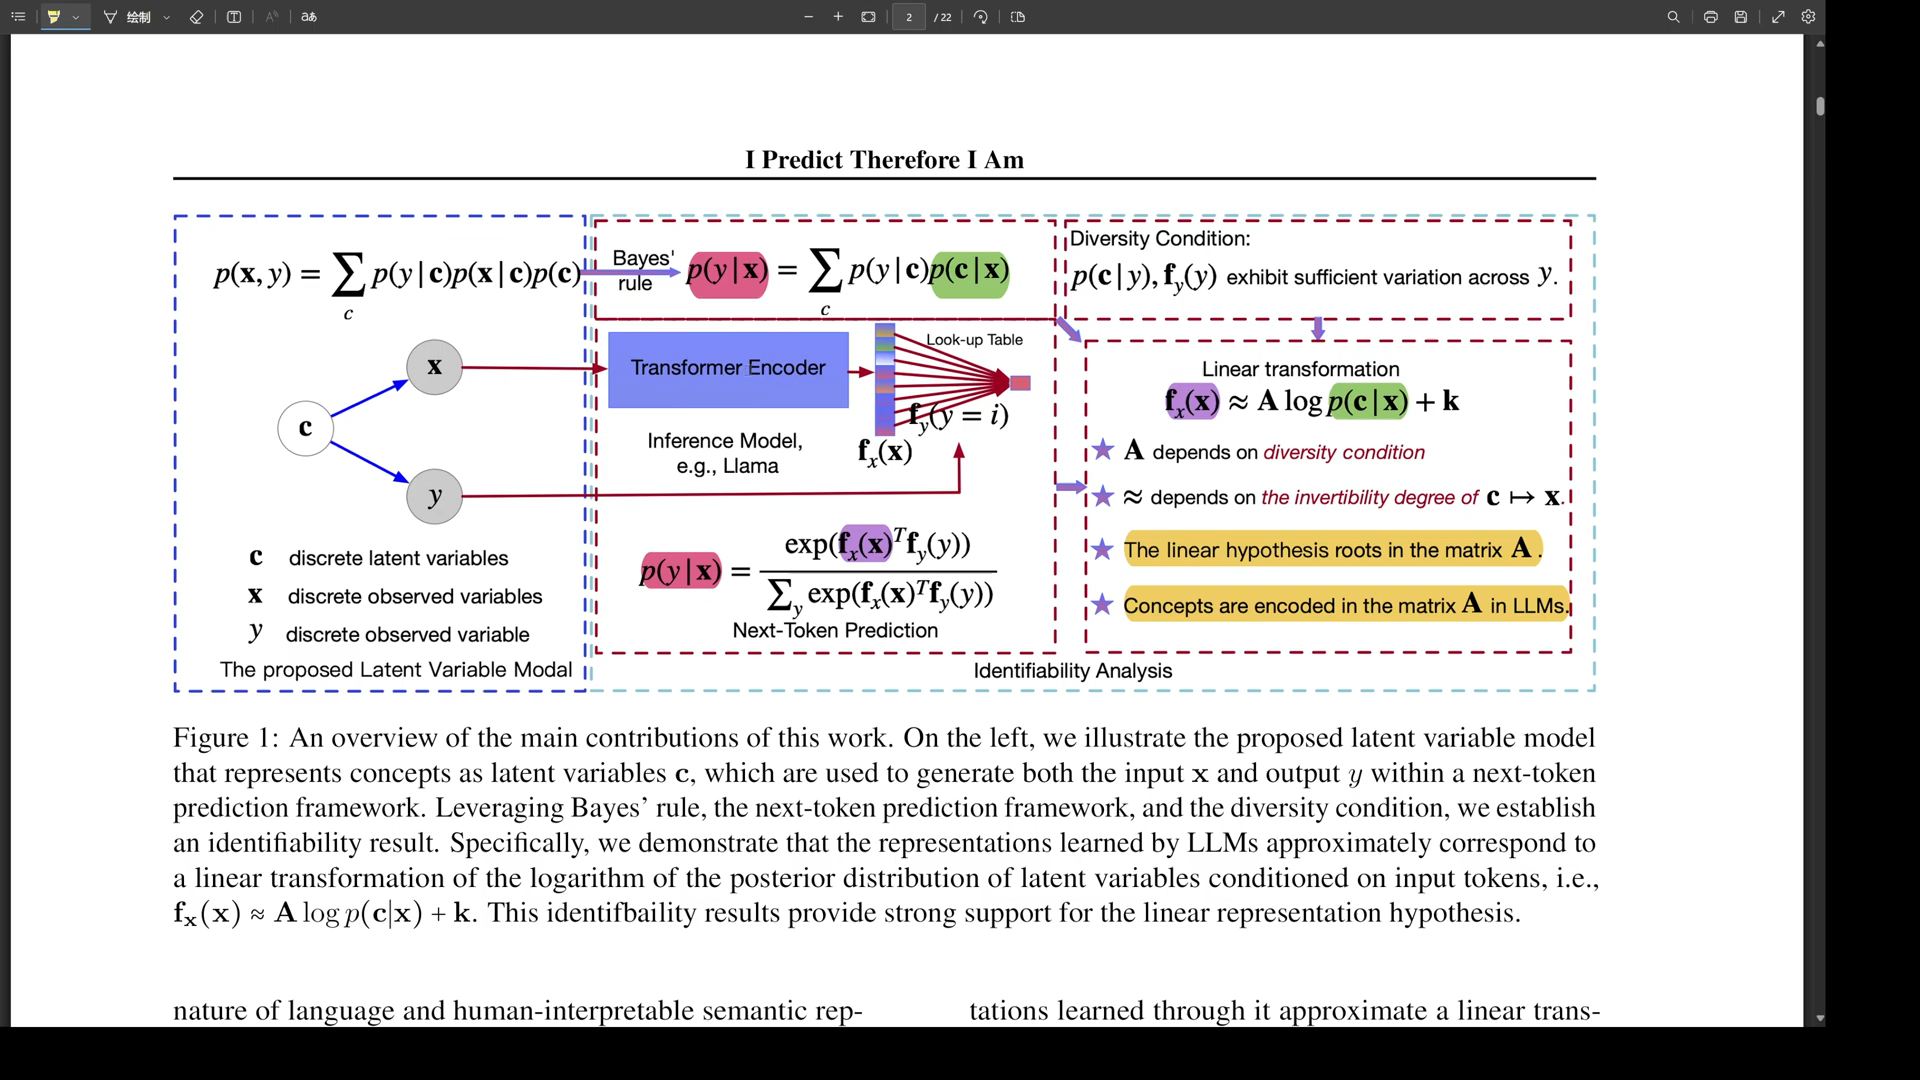 绘制
2 / 22
aあ
I Predict Therefore I Am
p(x, y) = ∑ p(y|c)p(x|c)p(c)
c
x
c
y
c discrete latent variables
x discrete observed variables
y discrete observed variable
The proposed Latent Variable Modal
Bayes'
rule
p(y|x) = ∑ p(y|c)p(c|x)
c
Transformer Encoder
Look-up Table
f_y(y = i)
Inference Model,
e.g., Llama
f_x(x)
p(y|x) = exp(f_x(x)^T f_y(y)) / ∑_y exp(f_x(x)^T f_y(y))
Next-Token Prediction
Diversity Condition:
p(c|y), f_y(y) exhibit sufficient variation across y.
Linear transformation
f_x(x) ≈ A log p(c|x) + k
★ A depends on diversity condition
★ ≈ depends on the invertibility degree of c ↦ x.
★ The linear hypothesis roots in the matrix A .
★ Concepts are encoded in the matrix A in LLMs.
Identifiability Analysis
Figure 1: An overview of the main contributions of this work. On the left, we illustrate the proposed latent variable model
that represents concepts as latent variables c, which are used to generate both the input x and output y within a next-token
prediction framework. Leveraging Bayes' rule, the next-token prediction framework, and the diversity condition, we establish
an identifiability result. Specifically, we demonstrate that the representations learned by LLMs approximately correspond to
a linear transformation of the logarithm of the posterior distribution of latent variables conditioned on input tokens, i.e.,
f_x(x) ≈ A log p(c|x) + k. This identifbaility results provide strong support for the linear representation hypothesis.
nature of language and human-interpretable semantic rep-
tations learned through it approximate a linear trans-